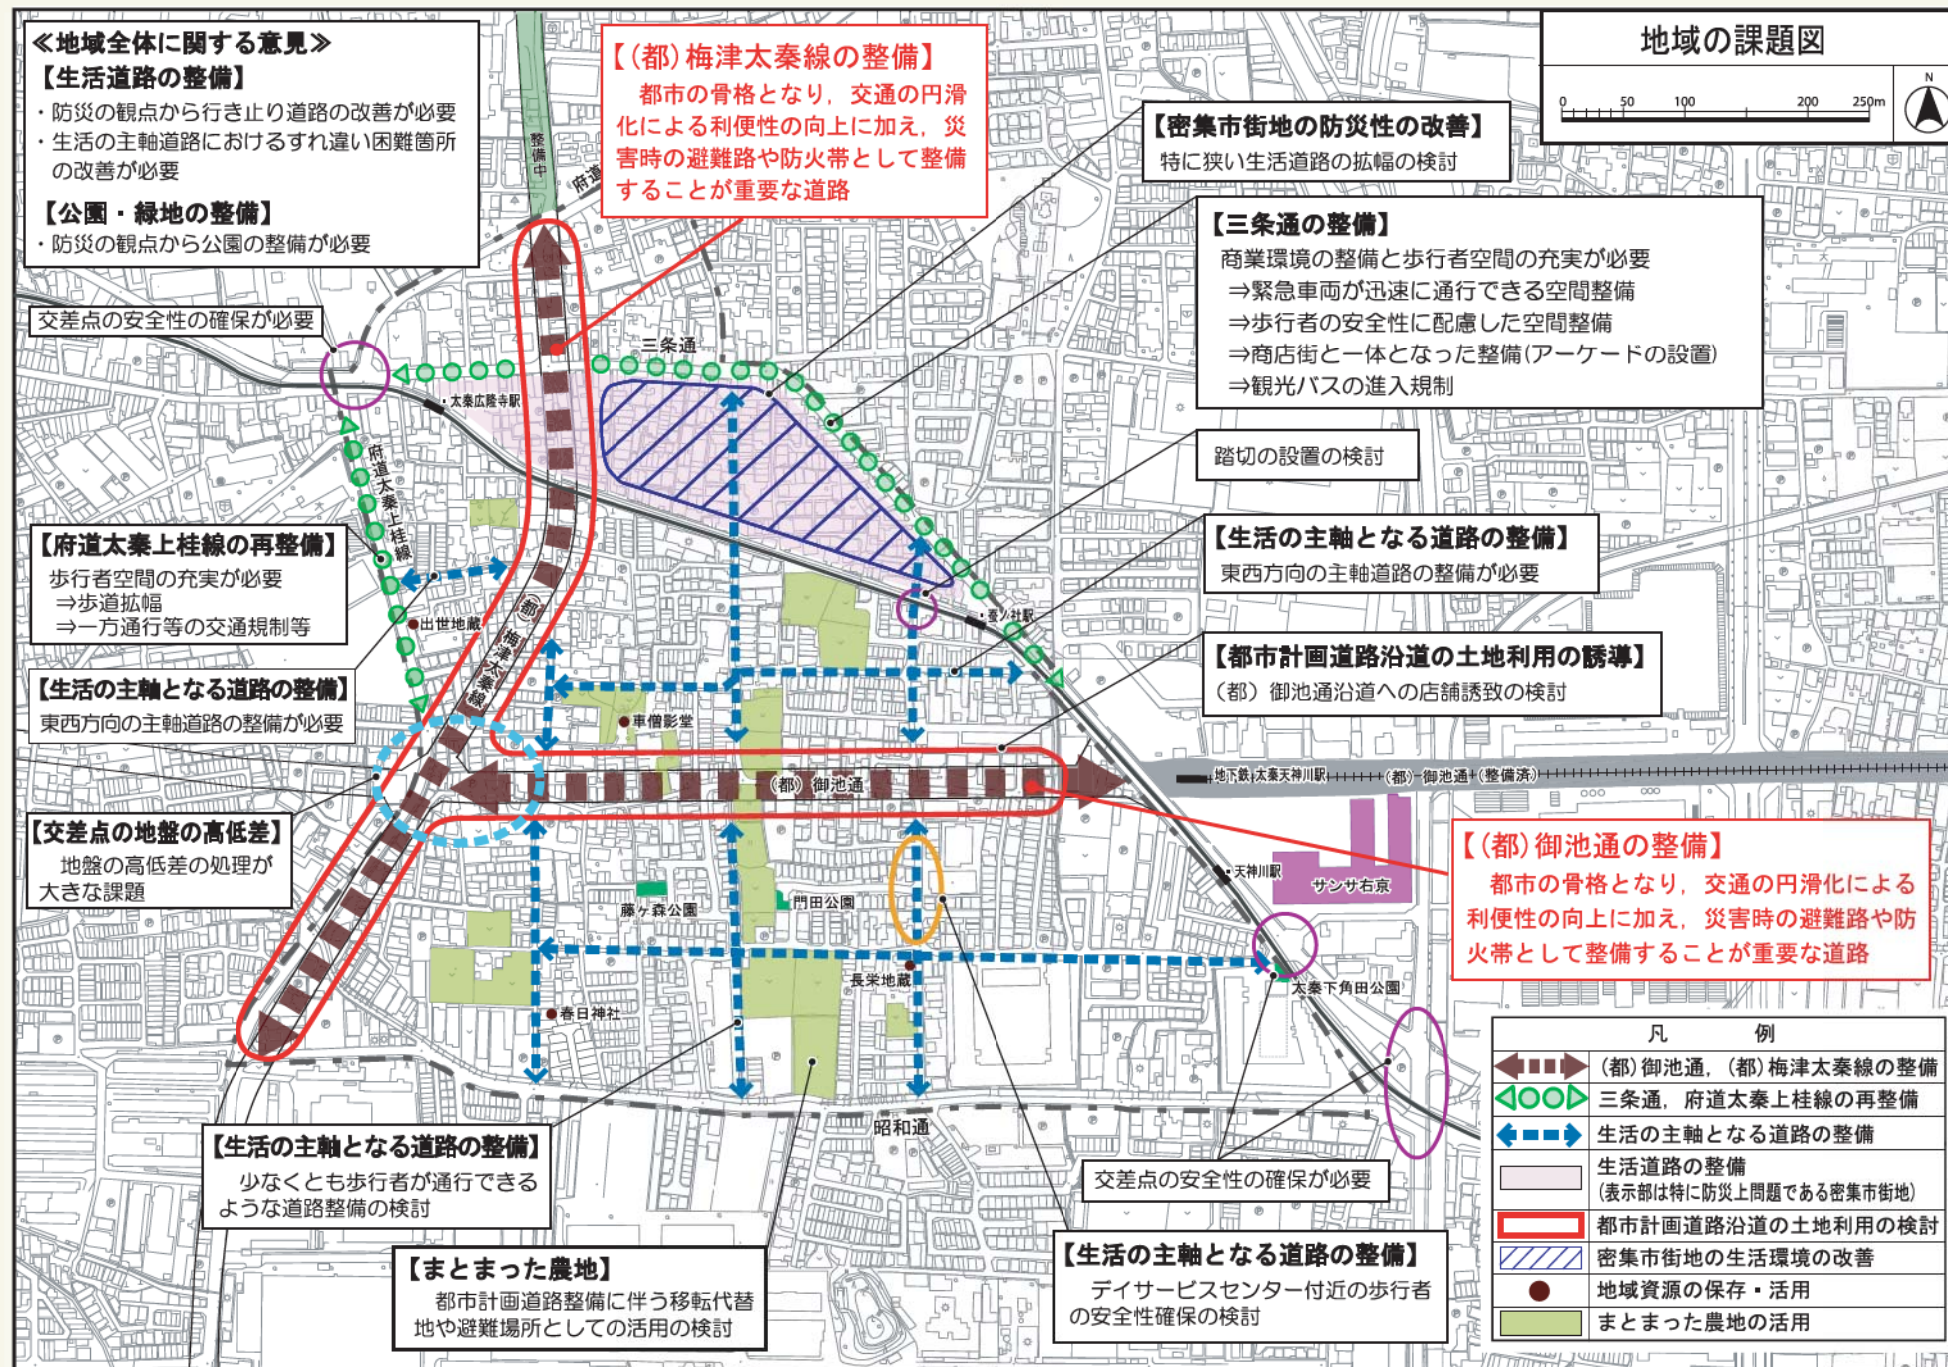 ≪地域全体に関する意見≫
【生活道路の整備】
・防災の観点から行き止り道路の改善が必要
・生活の主軸道路におけるすれ違い困難箇所
の改善が必要
【公園・緑地の整備】
・防災の観点から公園の整備が必要
【(都)梅津太秦線の整備】
都市の骨格となり，交通の円滑
化による利便性の向上に加え，災
害時の避難路や防火帯として整備
することが重要な道路
地域の課題図
0 50 100 200 250m
N
【密集市街地の防災性の改善】
特に狭い生活道路の拡幅の検討
【三条通の整備】
商業環境の整備と歩行者空間の充実が必要
⇒緊急車両が迅速に通行できる空間整備
⇒歩行者の安全性に配慮した空間整備
⇒商店街と一体となった整備(アーケードの設置)
⇒観光バスの進入規制
整備中
府道
交差点の安全性の確保が必要
三条通
・太秦広隆寺駅
府道太秦上桂線
踏切の設置の検討
【生活の主軸となる道路の整備】
東西方向の主軸道路の整備が必要
【府道太秦上桂線の再整備】
歩行者空間の充実が必要
⇒歩道拡幅
⇒一方通行等の交通規制等
出世地蔵
(都)梅津太秦線
・蚕ノ社駅
【都市計画道路沿道の土地利用の誘導】
（都）御池通沿道への店舗誘致の検討
【生活の主軸となる道路の整備】
東西方向の主軸道路の整備が必要
車僧影堂
(都) 御池通
地下鉄 太秦天神川駅
(都) 御池通 (整備済)
【交差点の地盤の高低差】
地盤の高低差の処理が
大きな課題
・天神川駅
サンサ右京
【(都)御池通の整備】
都市の骨格となり，交通の円滑化による
利便性の向上に加え，災害時の避難路や防
火帯として整備することが重要な道路
藤ヶ森公園
門田公園
長栄地蔵
太秦下角田公園
春日神社
昭和通
【生活の主軸となる道路の整備】
少なくとも歩行者が通行できる
ような道路整備の検討
交差点の安全性の確保が必要
【まとまった農地】
都市計画道路整備に伴う移転代替
地や避難場所としての活用の検討
【生活の主軸となる道路の整備】
デイサービスセンター付近の歩行者
の安全性確保の検討
凡 例
(都)御池通，(都)梅津太秦線の整備
三条通，府道太秦上桂線の再整備
生活の主軸となる道路の整備
生活道路の整備
(表示部は特に防災上問題である密集市街地)
都市計画道路沿道の土地利用の検討
密集市街地の生活環境の改善
地域資源の保存・活用
まとまった農地の活用